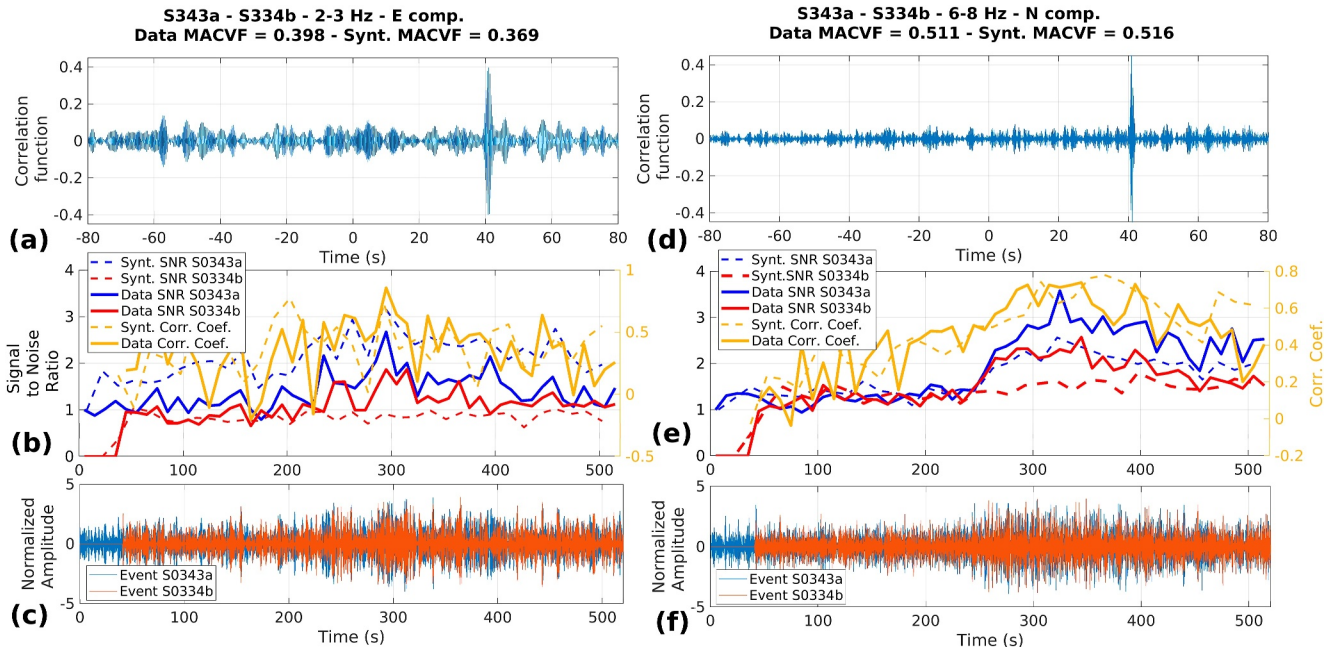 S343a - S334b - 2-3 Hz - E comp.
Data MACVF = 0.398 - Synt. MACVF = 0.369
0.4
0.2
0
-0.2
-0.4
Correlation
function
-80 -60 -40 -20 0 20 40 60 80
Time (s)
(a)
4
3
2
1
0
Signal
to Noise
Ratio
Synt. SNR S0343a
Synt. SNR S0334b
Data SNR S0343a
Data SNR S0334b
Synt. Corr. Coef.
Data Corr. Coef.
1
0.5
0
-0.5
0 100 200 300 400 500
(b)
5
0
-5
Normalized
Amplitude
Event S0343a
Event S0334b
0 100 200 300 400 500
Time (s)
(c)
S343a - S334b - 6-8 Hz - N comp.
Data MACVF = 0.511 - Synt. MACVF = 0.516
0.4
0.2
0
-0.2
-0.4
Correlation
function
-80 -60 -40 -20 0 20 40 60 80
Time (s)
(d)
4
3
2
1
0
Synt. SNR S0343a
Synt.SNR S0334b
Data SNR S0343a
Data SNR S0334b
Synt. Corr. Coef.
Data Corr. Coef.
0.8
0.6
0.4
0.2
0
-0.2
Corr. Coef.
0 100 200 300 400 500
(e)
5
0
-5
Normalized
Amplitude
Event S0343a
Event S0334b
0 100 200 300 400 500
Time (s)
(f)